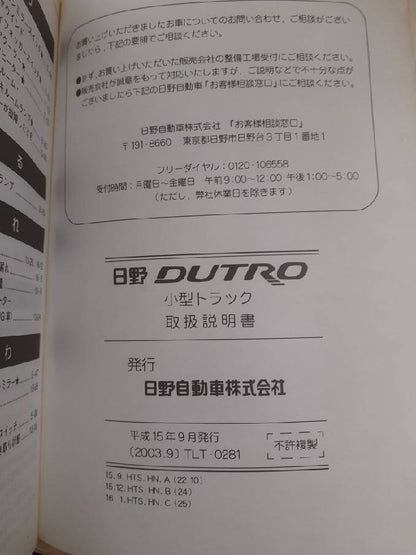 お買い上げいただきましたお車についてのお問い合わせ、ご相談がござい
ましたら、下記の要領でご相談ください。
●まず、お買い上げいただいた販売会社の整備工場受付にご相談ください。
●販売会社が誠意をもって対応いたしますが、ご説明などで不十分な点が
ございましたら下記の日野自動車「お客様相談窓口」にご相談ください。
日野自動車株式会社 「お客様相談窓口」
〒191-8660 東京都日野市日野台3丁目1番地1
フリーダイヤル:0120-106558
受付時間:月曜日～金曜日 午前9:00～12:00 午後1:00～5:00
(ただし、弊社休業日を除きます)
日野 DUTRO
小型トラック
取扱説明書
発行
日野自動車株式会社
平成15年9月発行
(2003.9) TLT-0281
不許複製
15. 9. HTS. HN. A (22.10)
15.12. HTS. HN. B (24)
16. 1. HTS. HN. C (25)
る
ランプ
れ
わ